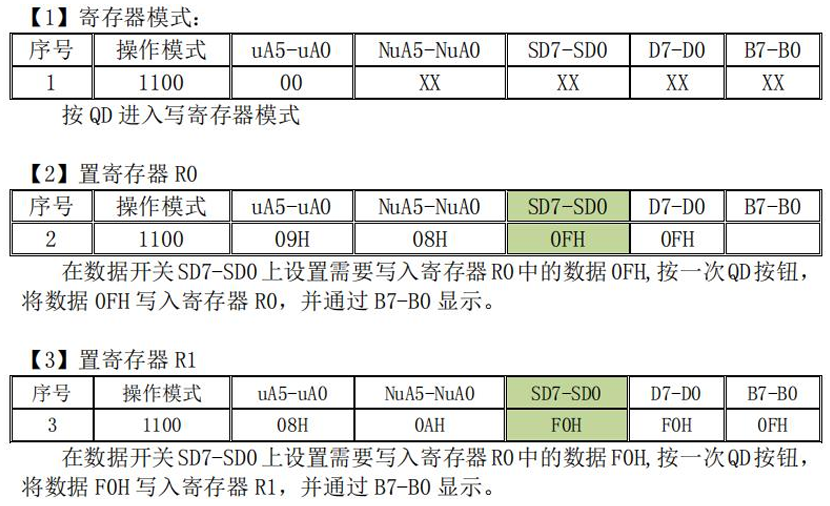 【1】寄存器模式：
序号 操作模式 uA5-uA0 NuA5-NuA0 SD7-SD0 D7-D0 B7-B0
1 1100 00 XX XX XX XX
按 QD 进入写寄存器模式
【2】置寄存器 R0
序号 操作模式 uA5-uA0 NuA5-NuA0 SD7-SD0 D7-D0 B7-B0
2 1100 09H 08H 0FH 0FH
在数据开关 SD7-SD0 上设置需要写入寄存器 R0 中的数据 0FH,按一次 QD 按钮，
将数据 0FH 写入寄存器 R0，并通过 B7-B0 显示。
【3】置寄存器 R1
序号 操作模式 uA5-uA0 NuA5-NuA0 SD7-SD0 D7-D0 B7-B0
3 1100 08H 0AH F0H F0H 0FH
在数据开关 SD7-SD0 上设置需要写入寄存器 R0 中的数据 F0H,按一次 QD 按钮，
将数据 F0H 写入寄存器 R1，并通过 B7-B0 显示。